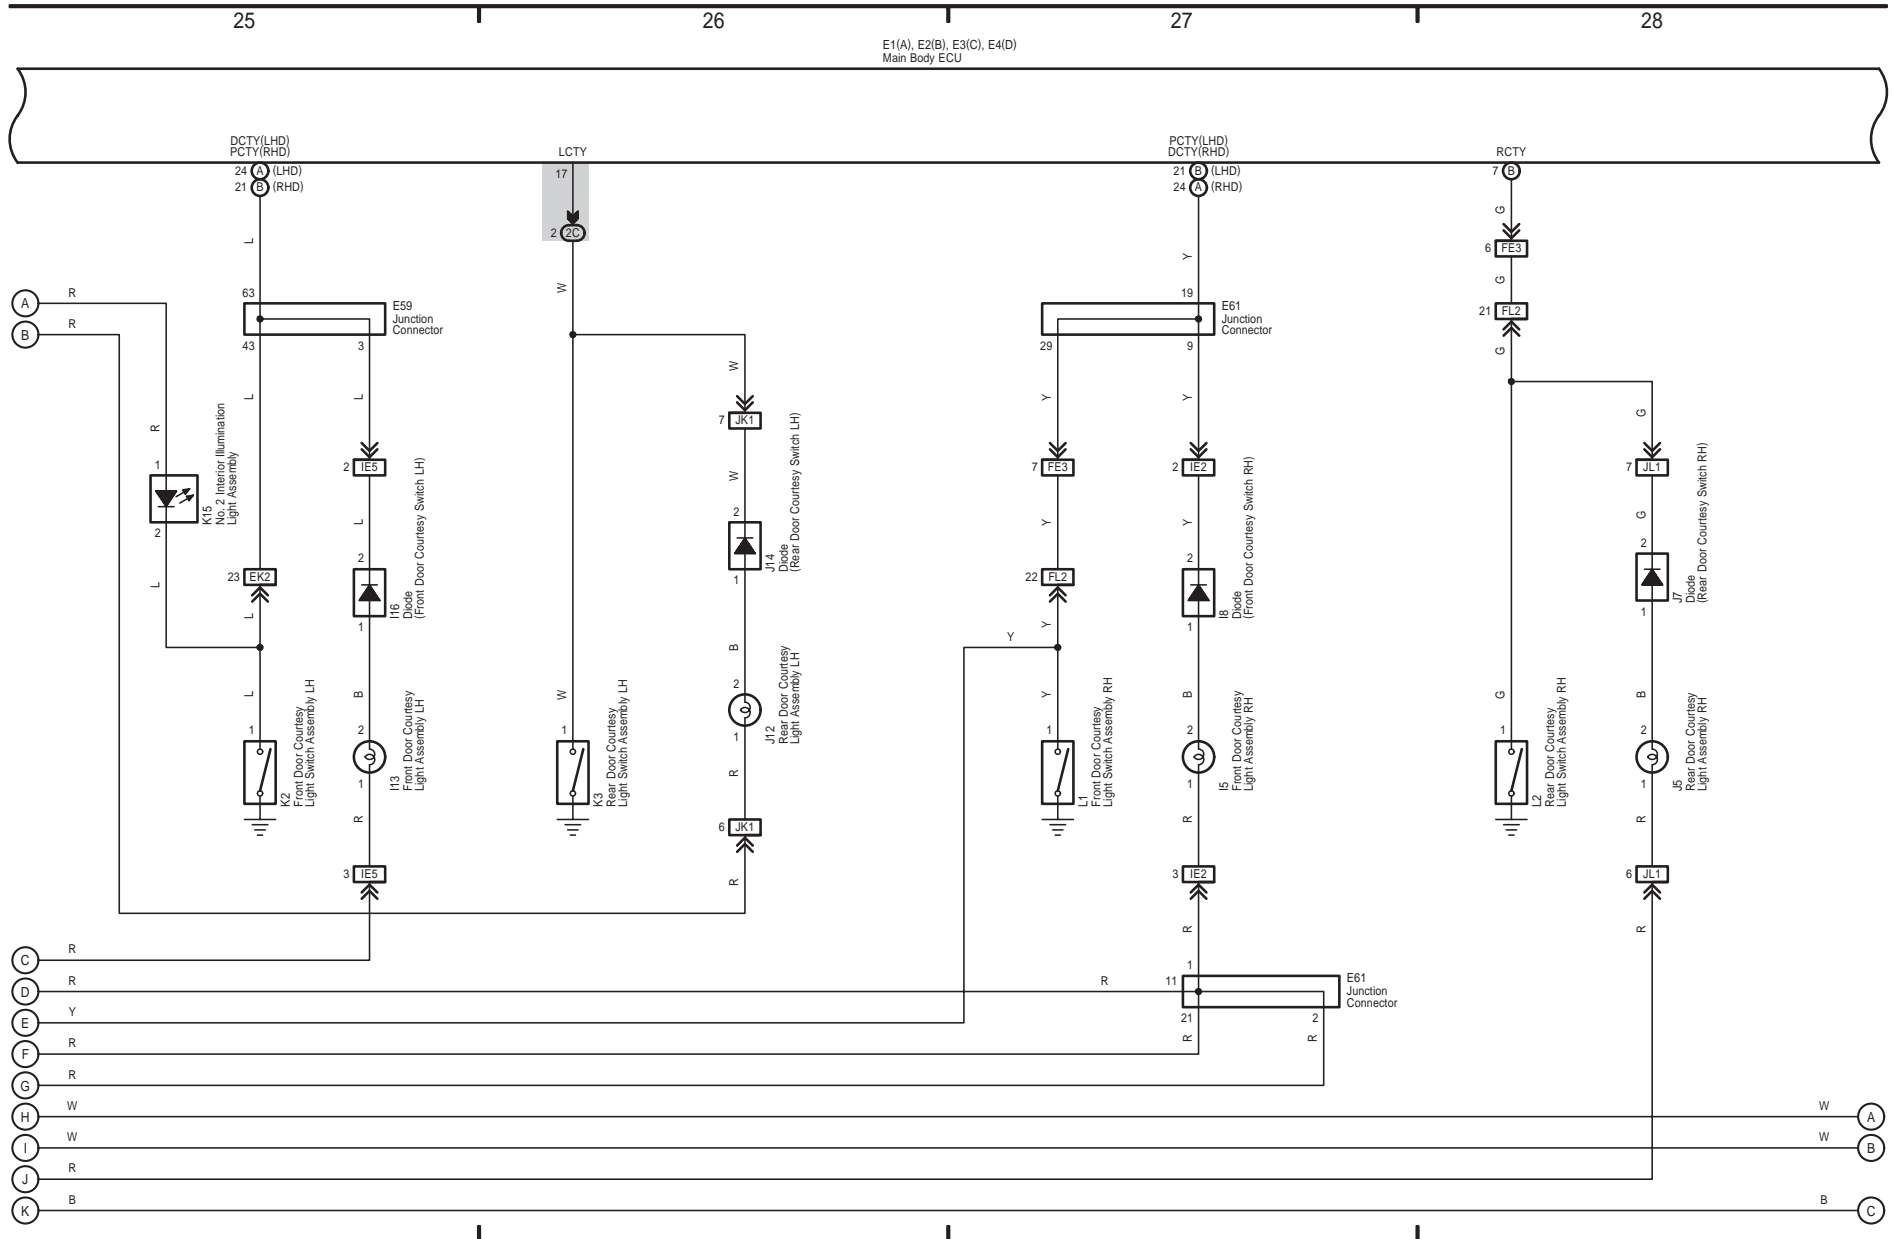 25
26
27
28
E1(A), E2(B), E3(C), E4(D)
Main Body ECU
DCTY(LHD)
PCTY(RHD)
24 A (LHD)
21 B (RHD)
LCTY
17
2 2C
PCTY(LHD)
DCTY(RHD)
21 B (LHD)
24 A (RHD)
RCTY
7 B
L
W
Y
G
6 FE3
G
21 FL2
G
A R
B R
63
E59
Junction
Connector
43
3
19
E61
Junction
Connector
29
9
R
1
K15
No. 2 Interior Illumination
Light Assembly
2
L
L
23 EK2
L
L
1
K2
Front Door Courtesy
Light Switch Assembly LH
L
2 IE5
L
2
I16
Diode
(Front Door Courtesy Switch LH)
1
B
2
I13
Front Door Courtesy
Light Assembly LH
1
R
3 IE5
W
1
K3
Rear Door Courtesy
Light Switch Assembly LH
W
7 JK1
W
2
J14
Diode
(Rear Door Courtesy Switch LH)
1
B
2
J12
Rear Door Courtesy
Light Assembly LH
1
R
6 JK1
R
Y
7 FE3
Y
22 FL2
Y
Y
Y
1
L1
Front Door Courtesy
Light Switch Assembly RH
Y
2 IE2
Y
2
I8
Diode
(Front Door Courtesy Switch RH)
1
B
2
I5
Front Door Courtesy
Light Assembly RH
1
R
3 IE2
R
1
G
1
L2
Rear Door Courtesy
Light Switch Assembly RH
G
7 JL1
G
2
J7
Diode
(Rear Door Courtesy Switch RH)
1
B
2
J5
Rear Door Courtesy
Light Assembly RH
1
R
6 JL1
R
C R
D R
R 11
E61
Junction
Connector
21
2
R
R
E Y
F R
G R
H W
W A
I W
W B
J R
K B
B C